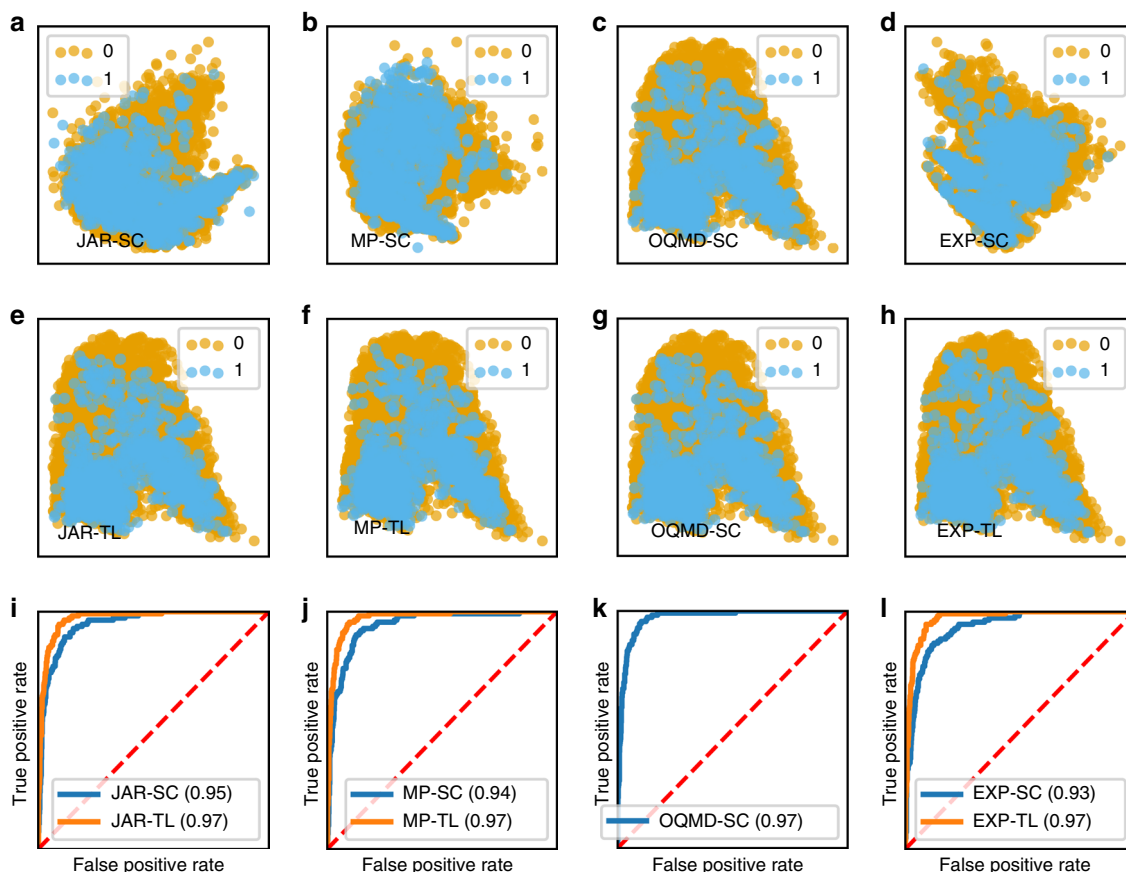 a
0
1
JAR-SC
b
0
1
MP-SC
c
0
1
OQMD-SC
d
0
1
EXP-SC
e
0
1
JAR-TL
f
0
1
MP-TL
g
0
1
OQMD-SC
h
0
1
EXP-TL
i
True positive rate
JAR-SC (0.95)
JAR-TL (0.97)
False positive rate
j
True positive rate
MP-SC (0.94)
MP-TL (0.97)
False positive rate
k
True positive rate
OQMD-SC (0.97)
False positive rate
l
True positive rate
EXP-SC (0.93)
EXP-TL (0.97)
False positive rate